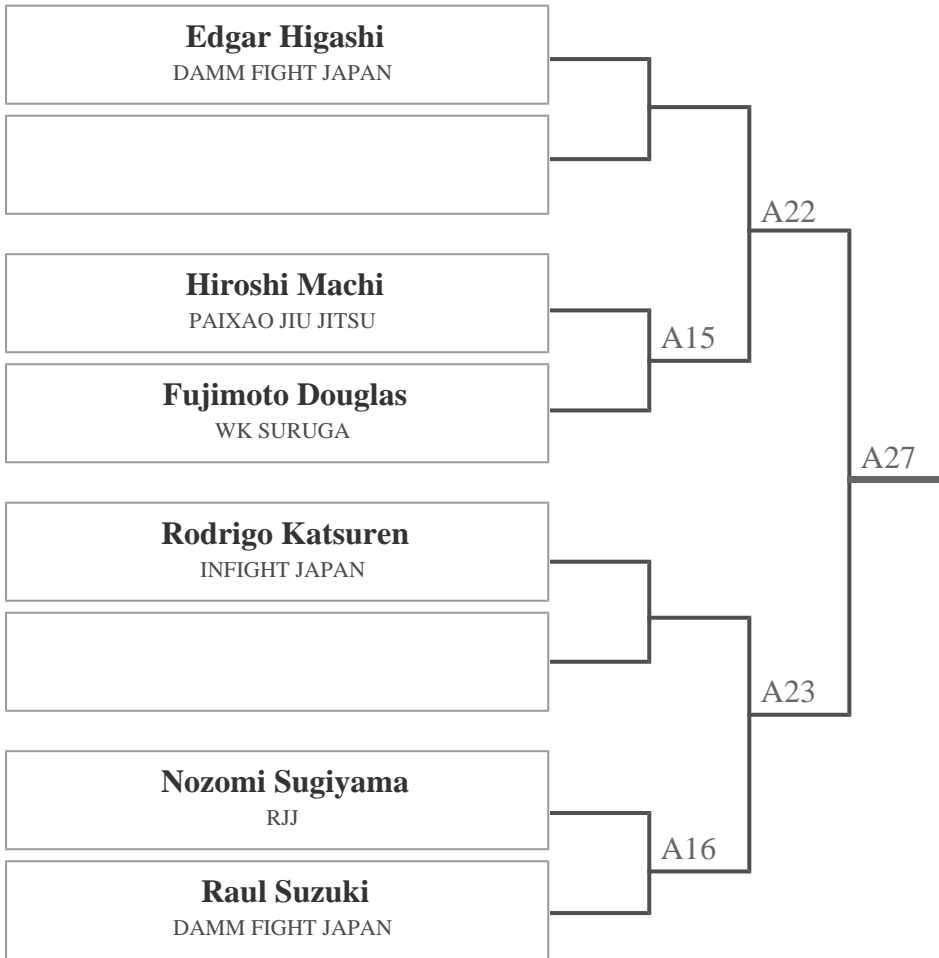 Edgar Higashi
DAMM FIGHT JAPAN
A22
Hiroshi Machi
PAIXAO JIU JITSU
A15
Fujimoto Douglas
WK SURUGA
A27
Rodrigo Katsuren
INFIGHT JAPAN
A23
Nozomi Sugiyama
RJJ
A16
Raul Suzuki
DAMM FIGHT JAPAN